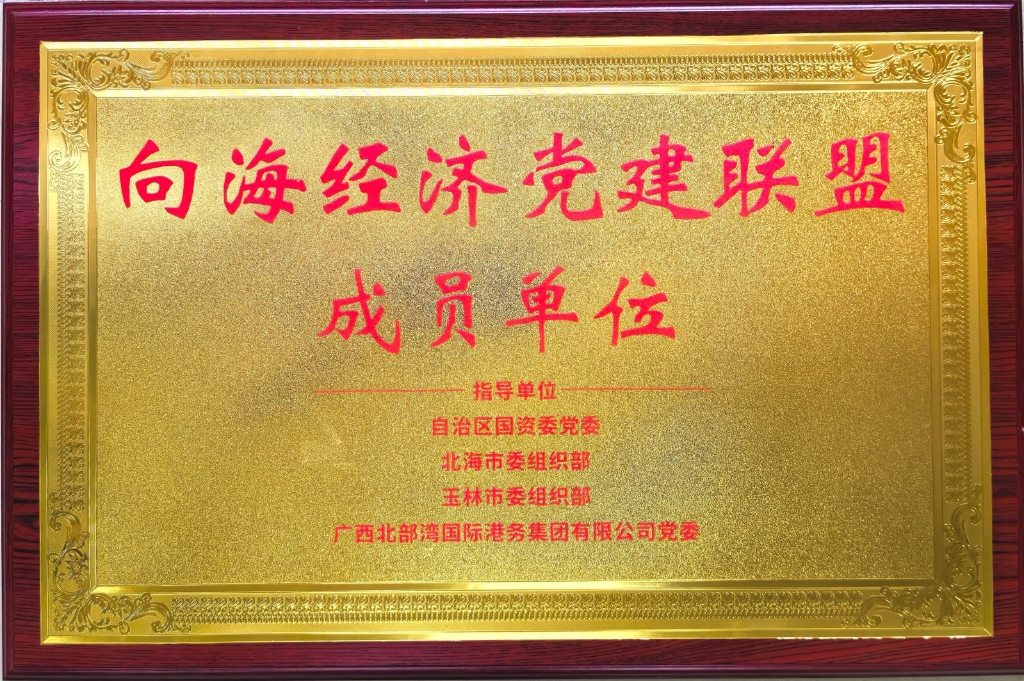 向海经济党建联盟
成员单位
指导单位
自治区国资委党委
北海市委组织部
玉林市委组织部
广西北部湾国际港务集团有限公司党委